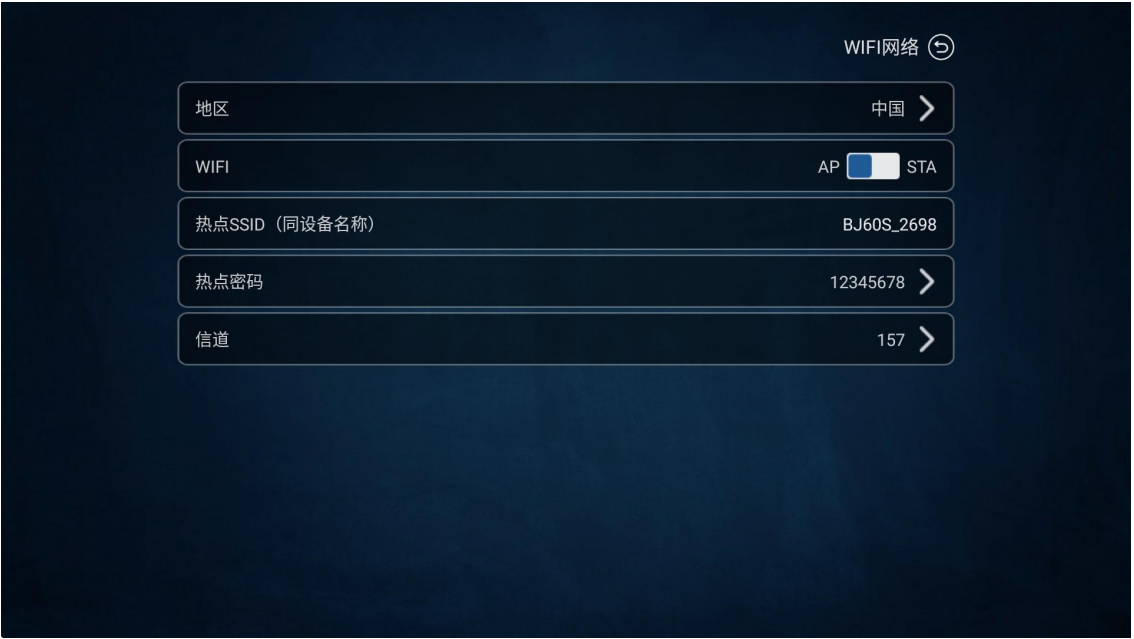 WIFI网络
地区 中国
WIFI AP STA
热点SSID（同设备名称） BJ60S_2698
热点密码 12345678
信道 157